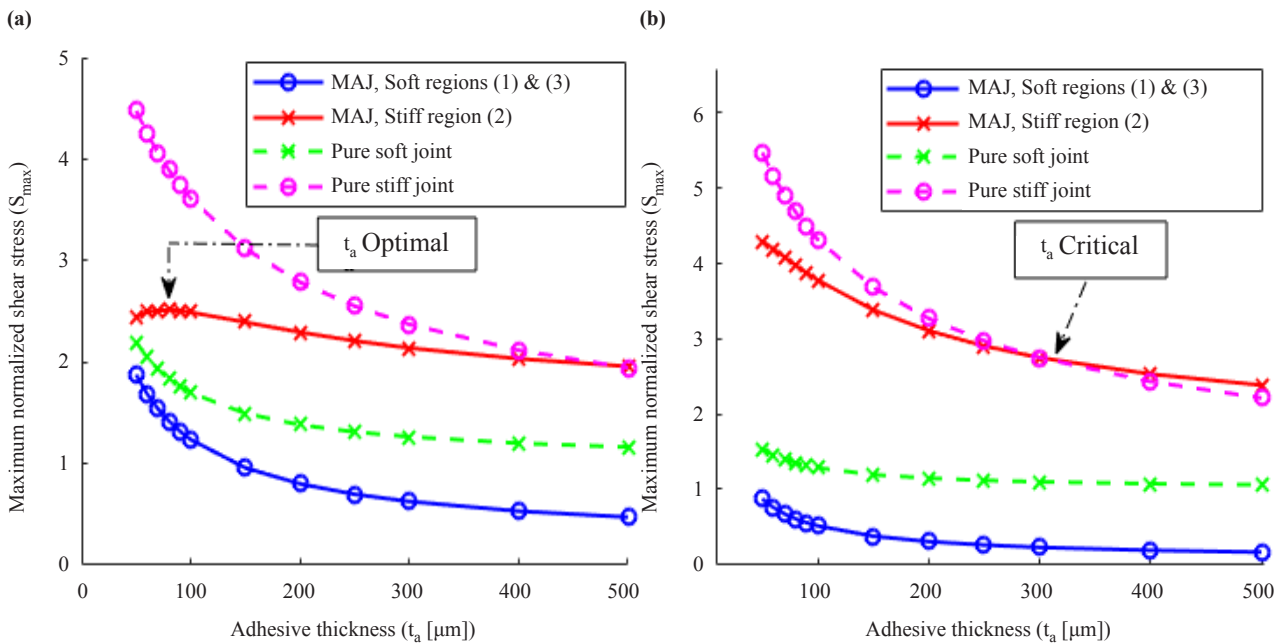 (a)
5
4
3
2
1
0
0
100
200
300
400
500
Maximum normalized shear stress (S_max)
Adhesive thickness (t_a [μm])
MAJ, Soft regions (1) & (3)
MAJ, Stiff region (2)
Pure soft joint
Pure stiff joint
t_a Optimal
(b)
6
5
4
3
2
1
0
100
200
300
400
500
Maximum normalized shear stress (S_max)
Adhesive thickness (t_a [μm])
MAJ, Soft regions (1) & (3)
MAJ, Stiff region (2)
Pure soft joint
Pure stiff joint
t_a Critical